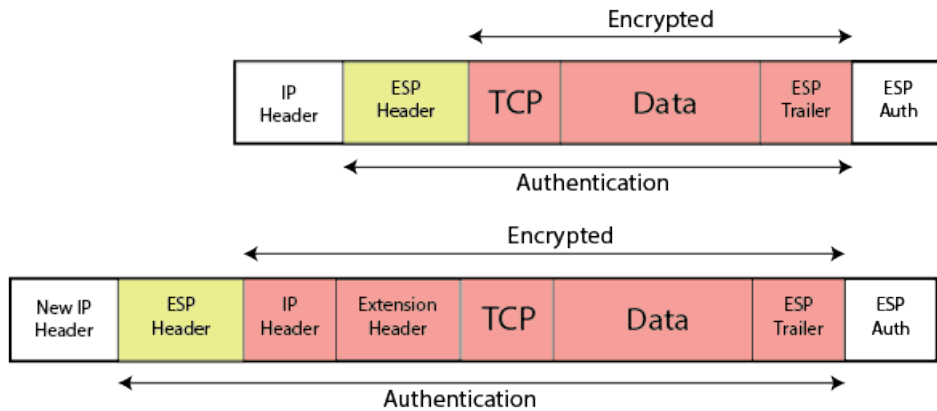 Encrypted
IP
Header
ESP
Header
TCP
Data
ESP
Trailer
ESP
Auth
Authentication
Encrypted
New IP
Header
ESP
Header
IP
Header
Extension
Header
TCP
Data
ESP
Trailer
ESP
Auth
Authentication